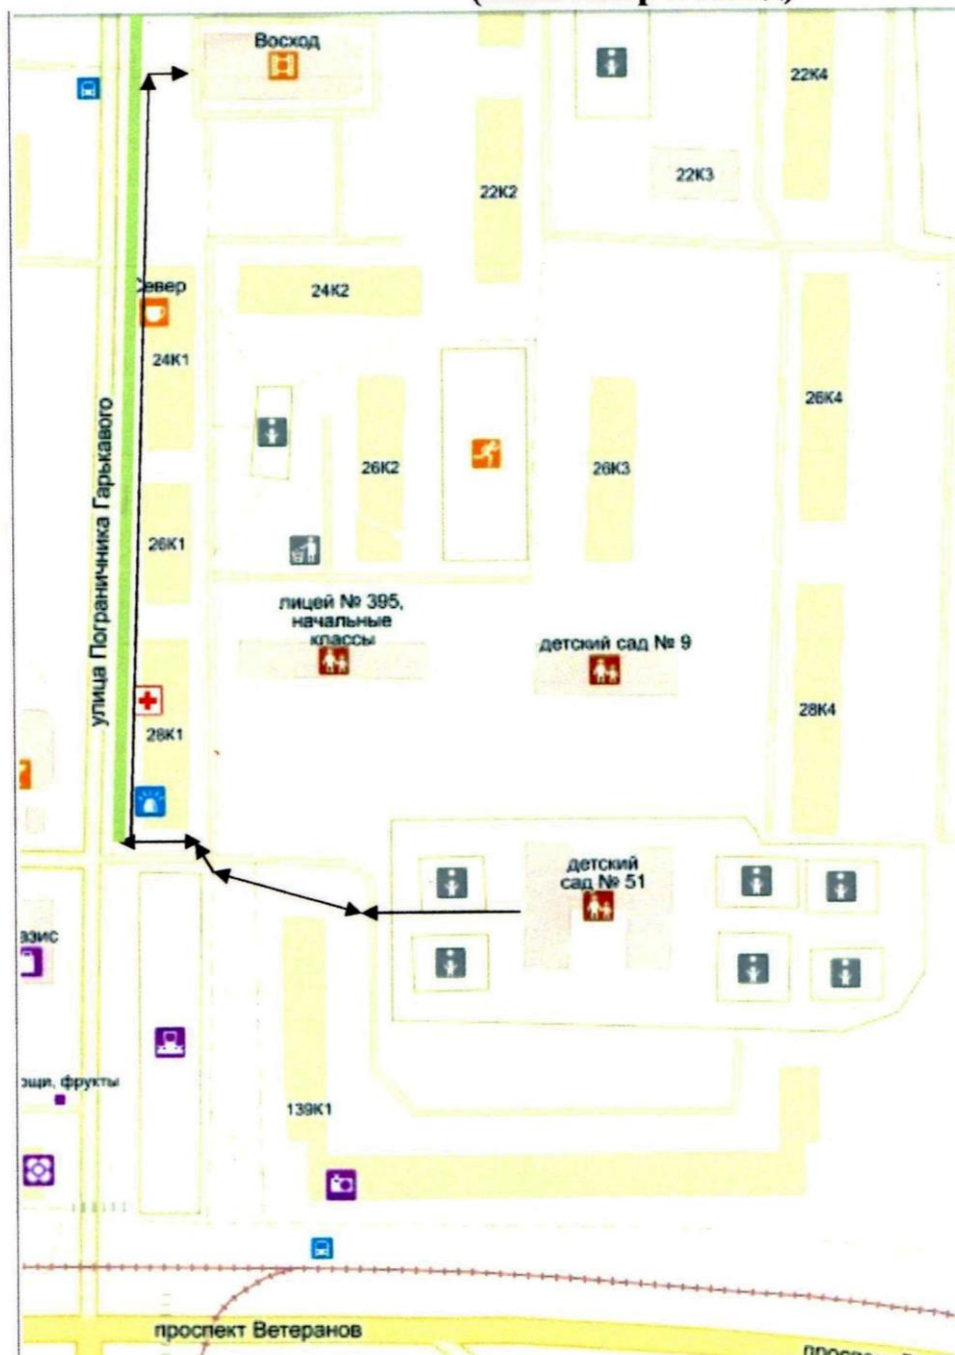 Восход
22К4
22К3
22К2
Север
24К2
24К1
26К4
улица Пограничника Гарькавого
26К2
26К3
26К1
лицей № 395,
начальные
классы
детский сад № 9
28К4
28К1
детский
сад № 51
фрукты
139К1
проспект Ветеранов